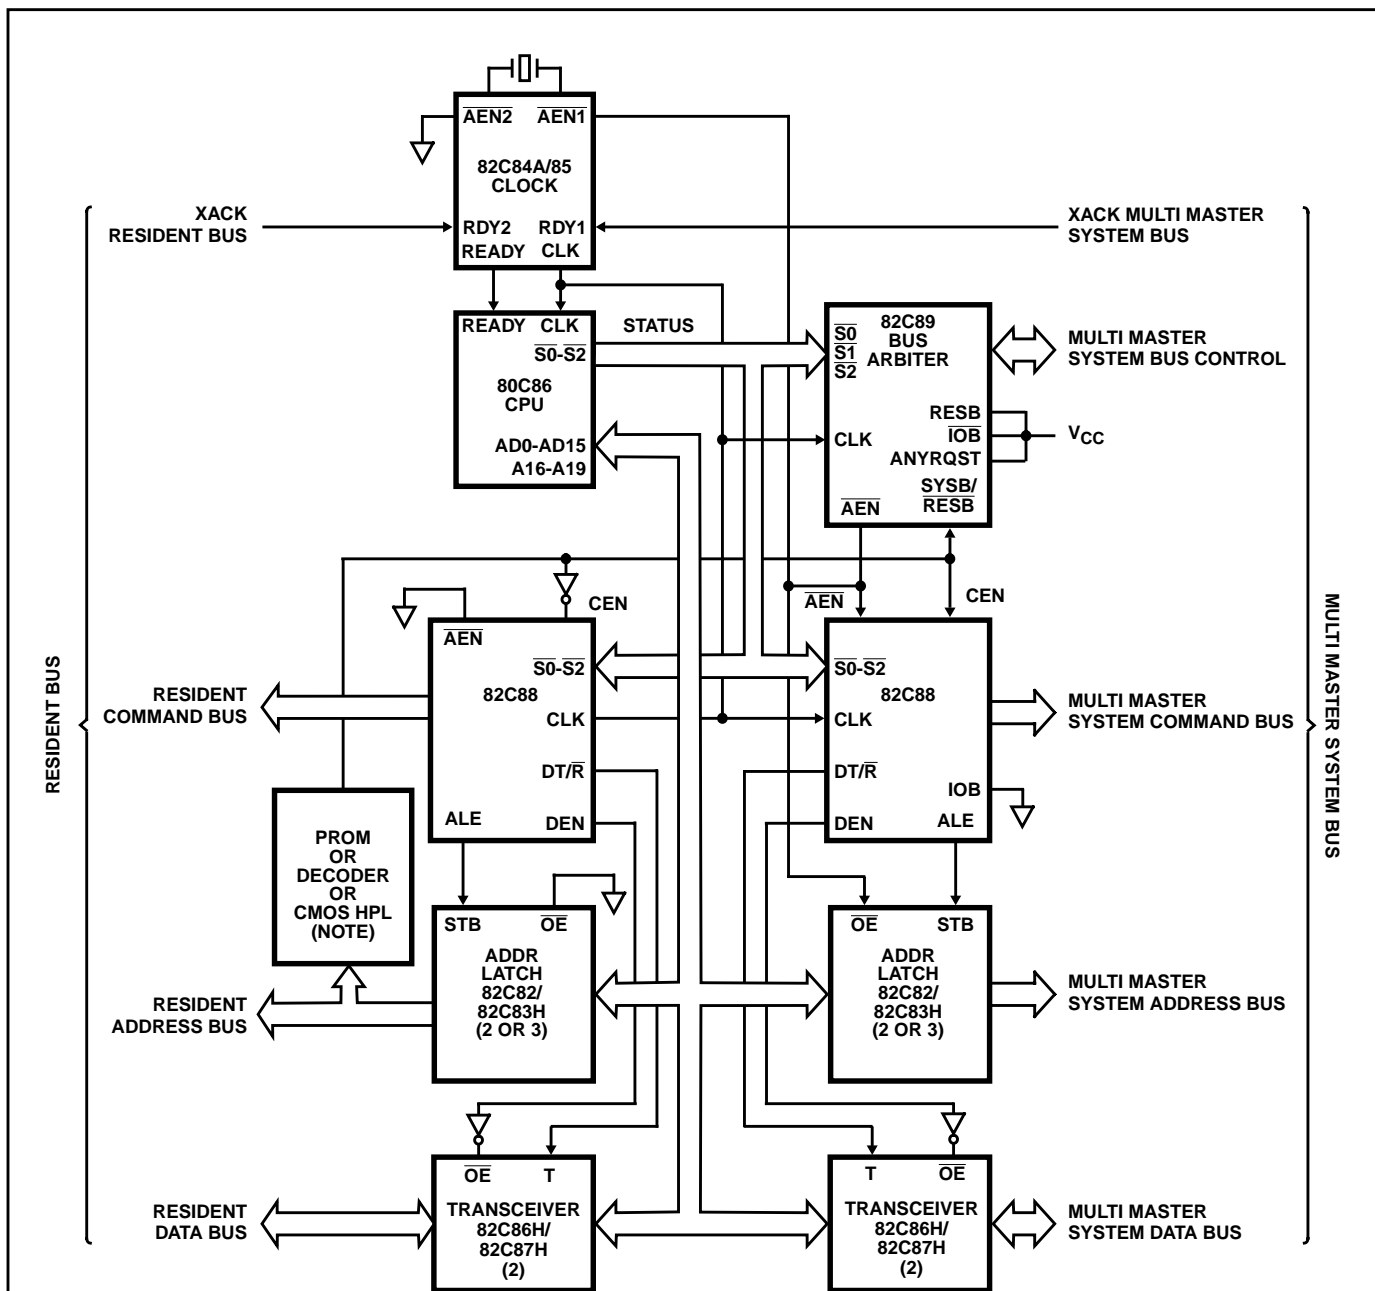 AEN2 AEN1
82C84A/85
CLOCK
RDY2 RDY1
READY CLK
XACK
RESIDENT BUS
XACK MULTI MASTER
SYSTEM BUS
READY CLK
S0-S2
80C86
CPU
AD0-AD15
A16-A19
STATUS
S0
S1
S2
82C89
BUS
ARBITER
CLK
RESB
IOB
ANYRQST
SYSB/
RESB
AEN
MULTI MASTER
SYSTEM BUS CONTROL
VCC
CEN
AEN
CEN
AEN
S0-S2
82C88
CLK
DT/R
DEN
ALE
S0-S2
82C88
CLK
DT/R
DEN
IOB
ALE
RESIDENT
COMMAND BUS
MULTI MASTER
SYSTEM COMMAND BUS
RESIDENT BUS
MULTI MASTER SYSTEM BUS
PROM
OR
DECODER
OR
CMOS HPL
(NOTE)
STB OE
ADDR
LATCH
82C82/
82C83H
(2 OR 3)
OE STB
ADDR
LATCH
82C82/
82C83H
(2 OR 3)
RESIDENT
ADDRESS BUS
MULTI MASTER
SYSTEM ADDRESS BUS
OE T
TRANSCEIVER
82C86H/
82C87H
(2)
T OE
TRANSCEIVER
82C86H/
82C87H
(2)
RESIDENT
DATA BUS
MULTI MASTER
SYSTEM DATA BUS